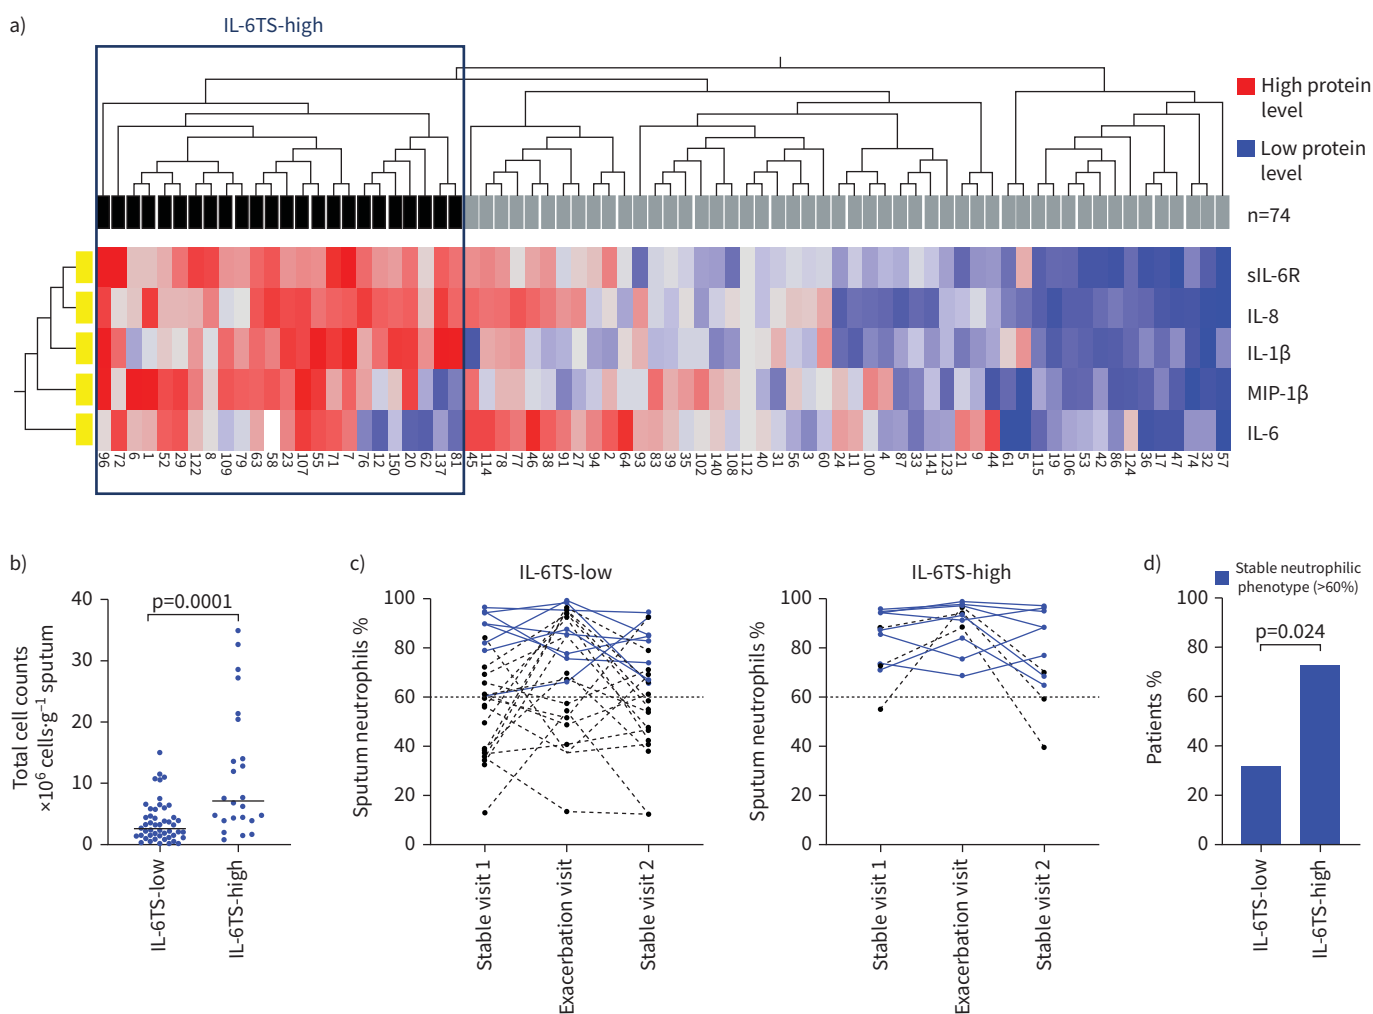 a)
IL-6TS-high
High protein
level
Low protein
level
n=74
sIL-6R
IL-8
IL-1β
MIP-1β
IL-6
96 72 6 1 52 29 122 8 109 79 63 58 23 107 55 71 7 76 12 150 20 62 137 81 45 114 78 77 46 38 91 27 94 2 64 93 83 39 35 102 140 108 112 40 31 56 3 60 24 11 100 4 87 33 141 123 21 9 44 61 5 115 19 106 53 42 86 124 36 17 47 74 32 57
b)
Total cell counts
×10⁶ cells·g⁻¹ sputum
40
30
20
10
0
p=0.0001
IL-6TS-low
IL-6TS-high
c)
IL-6TS-low
Sputum neutrophils %
100
80
60
40
20
0
Stable visit 1
Exacerbation visit
Stable visit 2
IL-6TS-high
Sputum neutrophils %
100
80
60
40
20
0
Stable visit 1
Exacerbation visit
Stable visit 2
d)
Stable neutrophilic
phenotype (>60%)
Patients %
100
80
60
40
20
0
p=0.024
IL-6TS-low
IL-6TS-high